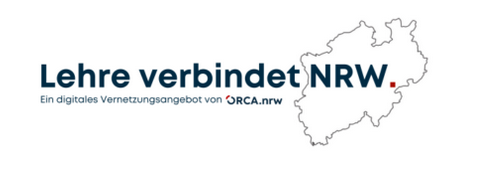 Lehre verbindet NRW.
Ein digitales Vernetzungsangebot von ORCA.nrw